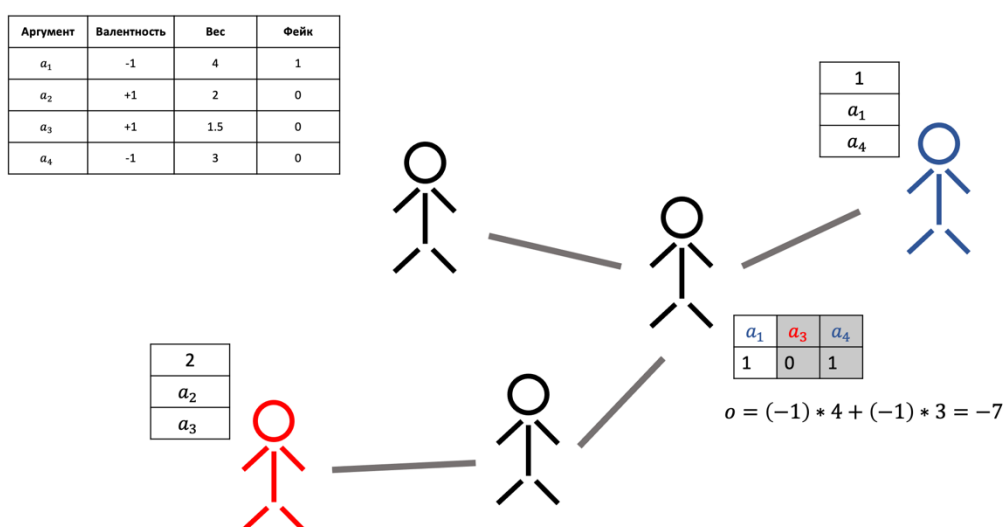 Аргумент Валентность Вес Фейк
a₁ -1 4 1
a₂ +1 2 0
a₃ +1 1.5 0
a₄ -1 3 0
1
a₁
a₄
2
a₂
a₃
a₁ a₃ a₄
1 0 1
o = (−1) * 4 + (−1) * 3 = −7